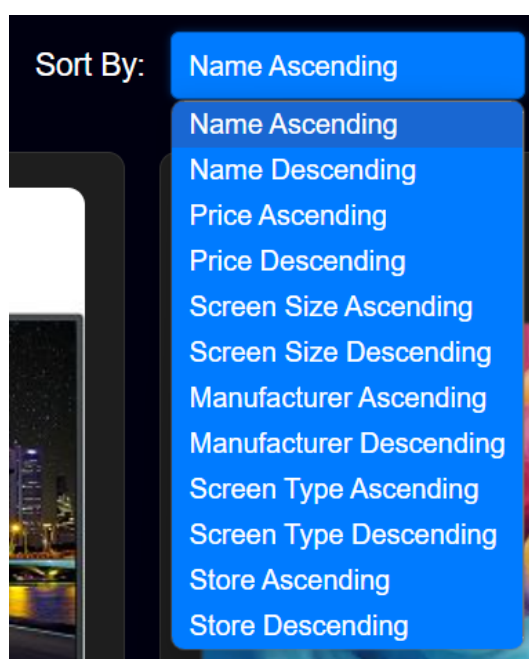 Sort By: Name Ascending
Name Ascending
Name Descending
Price Ascending
Price Descending
Screen Size Ascending
Screen Size Descending
Manufacturer Ascending
Manufacturer Descending
Screen Type Ascending
Screen Type Descending
Store Ascending
Store Descending